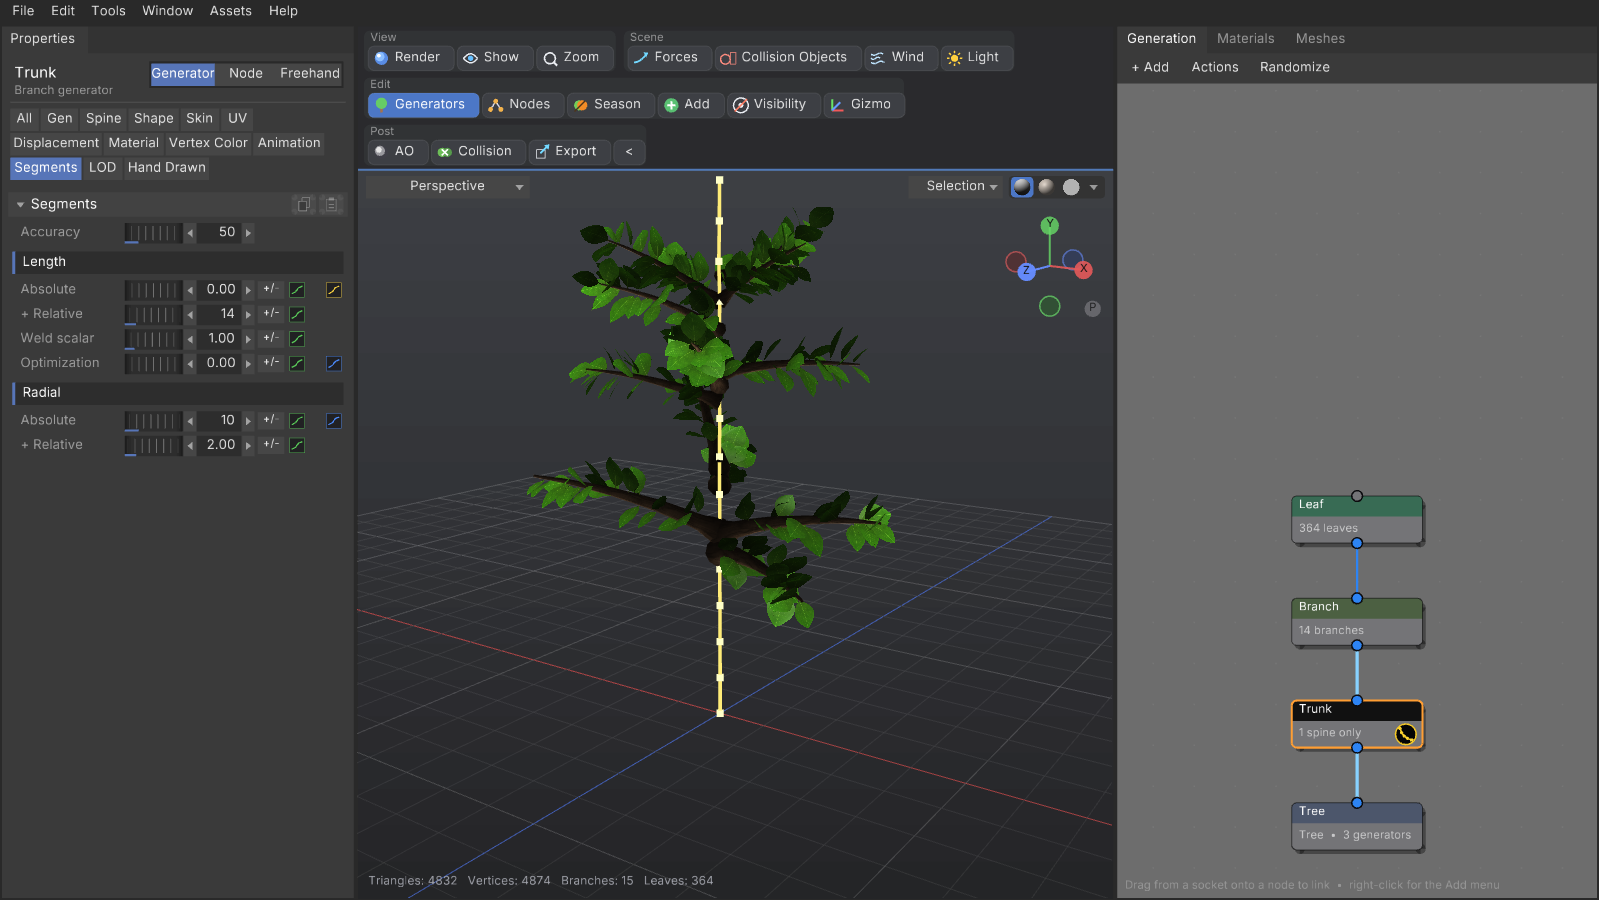 File Edit Tools Window Assets Help
Properties
Trunk
Branch generator
Generator Node Freehand
All Gen Spine Shape Skin UV
Displacement Material Vertex Color Animation
Segments LOD Hand Drawn
Segments
Accuracy 50
Length
Absolute 0.00 +/-
+ Relative 14 +/-
Weld scalar 1.00 +/-
Optimization 0.00 +/-
Radial
Absolute 10 +/-
+ Relative 2.00 +/-
View
Render Show Zoom
Scene
Forces Collision Objects Wind Light
Edit
Generators Nodes Season Add Visibility Gizmo
Post
AO Collision Export <
Perspective
Selection
Y
Z
X
P
Triangles: 4832 Vertices: 4874 Branches: 15 Leaves: 364
Generation Materials Meshes
+ Add Actions Randomize
Leaf
364 leaves
Branch
14 branches
Trunk
1 spine only
Tree
Tree • 3 generators
Drag from a socket onto a node to link • right-click for the Add menu